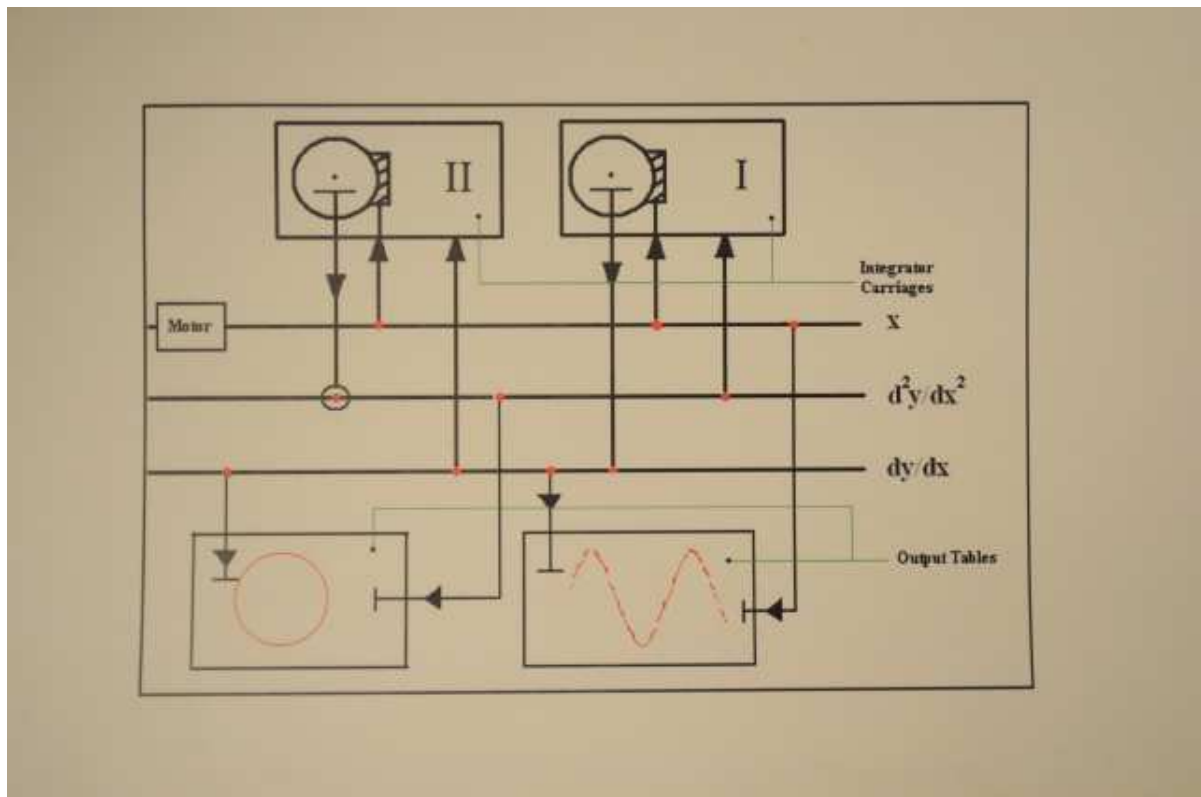 II
I
Integrator
Carriages
Motor
x
d²y/dx²
dy/dx
Output Tables